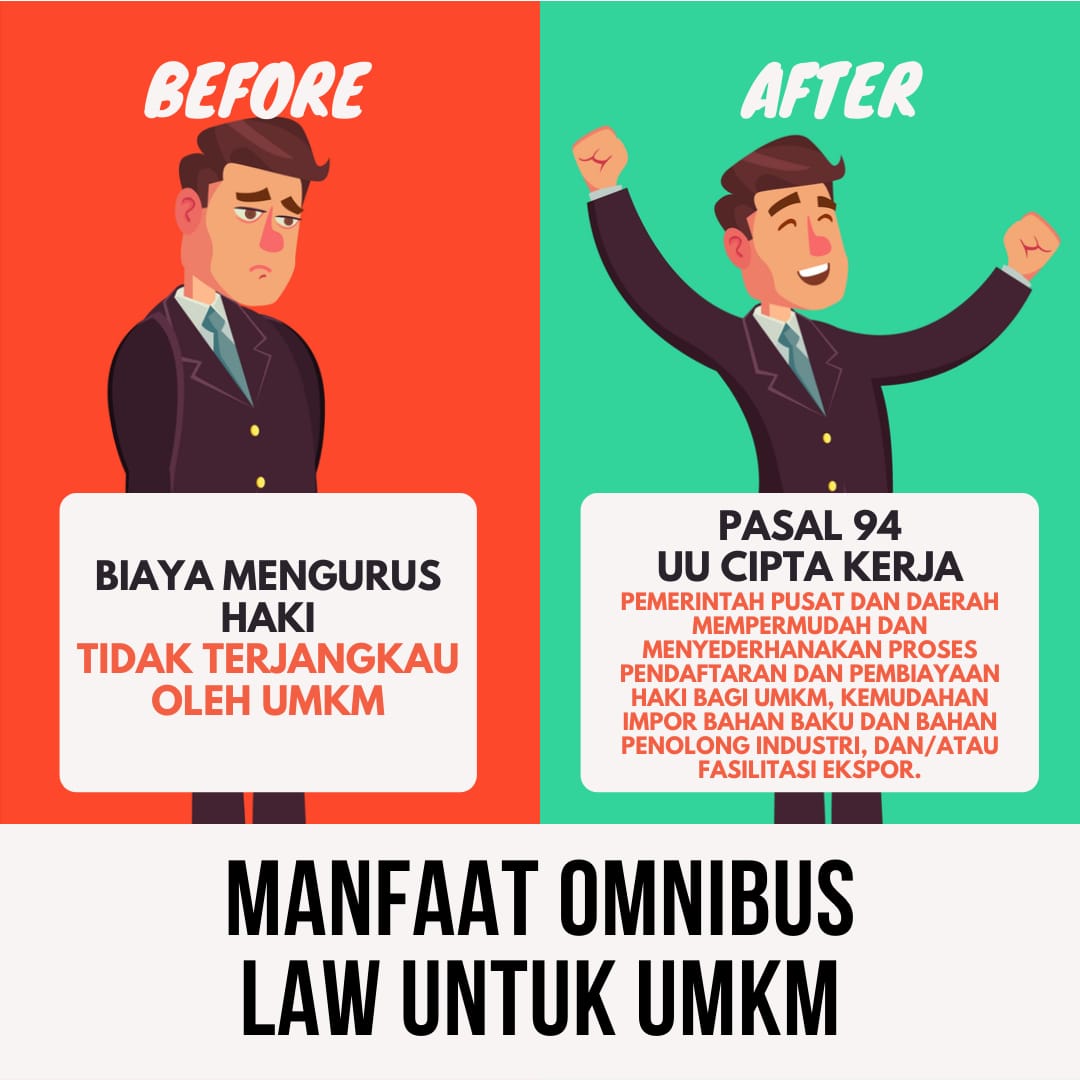 BEFORE
BIAYA MENGURUS
HAKI
TIDAK TERJANGKAU
OLEH UMKM
AFTER
PASAL 94
UU CIPTA KERJA
PEMERINTAH PUSAT DAN DAERAH
MEMPERMUDAH DAN
MENYEDERHANAKAN PROSES
PENDAFTARAN DAN PEMBIAYAAN
HAKI BAGI UMKM, KEMUDAHAN
IMPOR BAHAN BAKU DAN BAHAN
PENOLONG INDUSTRI, DAN/ATAU
FASILITASI EKSPOR.
MANFAAT OMNIBUS
LAW UNTUK UMKM